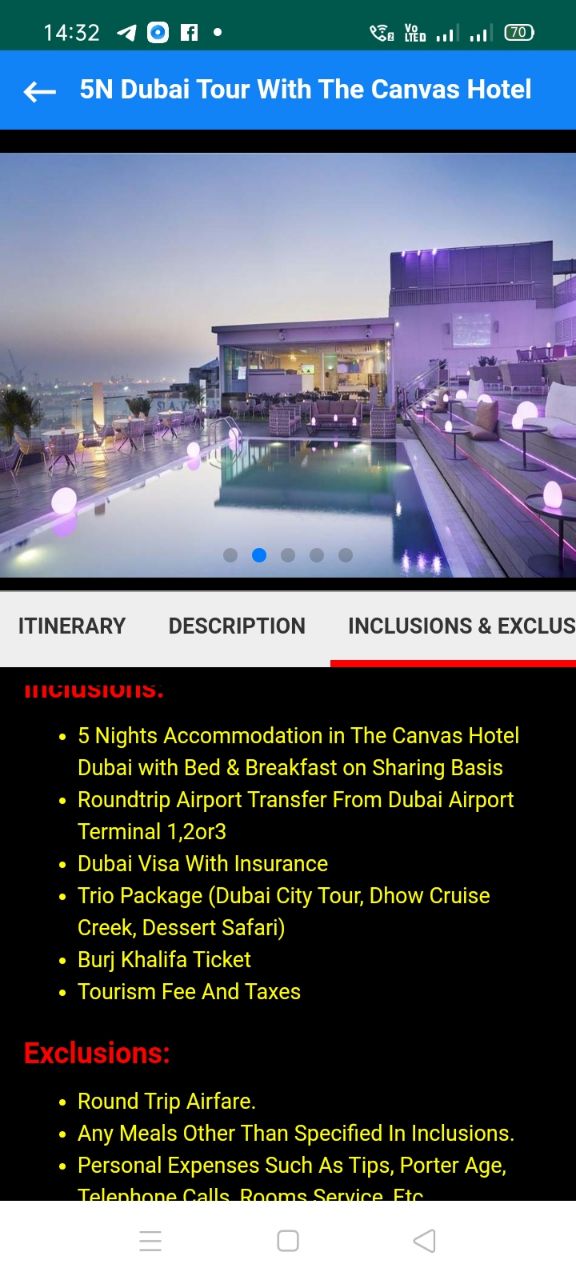 14:32
Vo
LTED
70
5N Dubai Tour With The Canvas Hotel
ITINERARY DESCRIPTION INCLUSIONS & EXCLUS
Inclusions:
• 5 Nights Accommodation in The Canvas Hotel
Dubai with Bed & Breakfast on Sharing Basis
• Roundtrip Airport Transfer From Dubai Airport
Terminal 1,2or3
• Dubai Visa With Insurance
• Trio Package (Dubai City Tour, Dhow Cruise
Creek, Dessert Safari)
• Burj Khalifa Ticket
• Tourism Fee And Taxes
Exclusions:
• Round Trip Airfare.
• Any Meals Other Than Specified In Inclusions.
• Personal Expenses Such As Tips, Porter Age,
Telephone Calls, Rooms Service, Etc